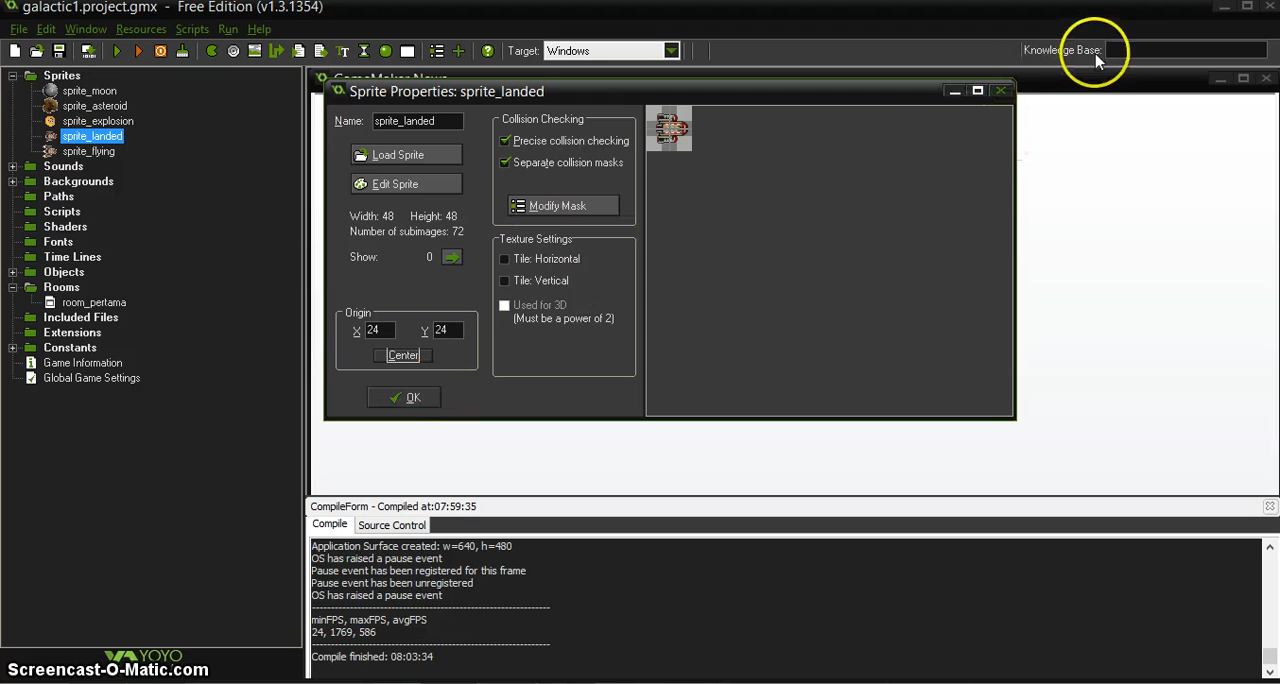 galactic1.project.gmx - Free Edition (v1.3.1354)
File Edit Window Resources Scripts Run Help
Target: Windows
Knowledge Base:
Sprites
sprite_moon
sprite_asteroid
sprite_explosion
sprite_landed
sprite_flying
Sounds
Backgrounds
Paths
Scripts
Shaders
Fonts
Time Lines
Objects
Rooms
room_pertama
Included Files
Extensions
Constants
Game Information
Global Game Settings
GameMaker News
Sprite Properties: sprite_landed
Name: sprite_landed
Load Sprite
Edit Sprite
Width: 48 Height: 48
Number of subimages: 72
Show: 0
Origin
X 24 Y 24
Center
OK
Collision Checking
Precise collision checking
Separate collision masks
Modify Mask
Texture Settings
Tile: Horizontal
Tile: Vertical
Used for 3D
(Must be a power of 2)
CompileForm - Compiled at:07:59:35
Compile Source Control
Application Surface created: w=640, h=480
OS has raised a pause event
Pause event has been registered for this frame
Pause event has been unregistered
OS has raised a pause event
----------------------------------------------------------
minFPS, maxFPS, avgFPS
24, 1769, 586
----------------------------------------------------------
Compile finished: 08:03:34
YOYO
Screencast-O-Matic.com